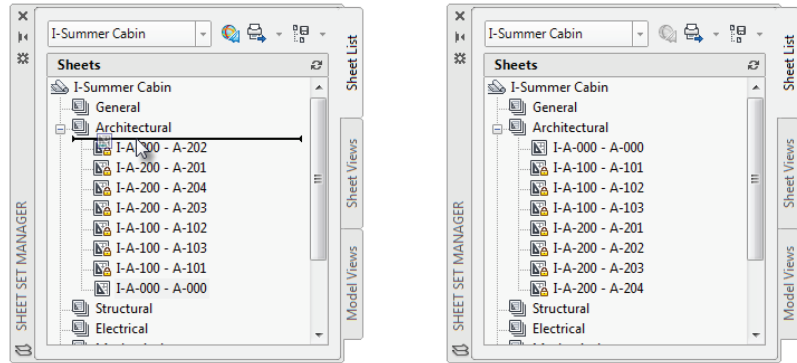 I-Summer Cabin
Sheets
I-Summer Cabin
General
Architectural
I-A-200 - A-202
I-A-200 - A-201
I-A-200 - A-204
I-A-200 - A-203
I-A-100 - A-102
I-A-100 - A-103
I-A-100 - A-101
I-A-000 - A-000
Structural
Electrical
Sheet List
Sheet Views
Model Views
SHEET SET MANAGER
I-Summer Cabin
Sheets
I-Summer Cabin
General
Architectural
I-A-000 - A-000
I-A-100 - A-101
I-A-100 - A-102
I-A-100 - A-103
I-A-200 - A-201
I-A-200 - A-202
I-A-200 - A-203
I-A-200 - A-204
Structural
Electrical
Sheet List
Sheet Views
Model Views
SHEET SET MANAGER